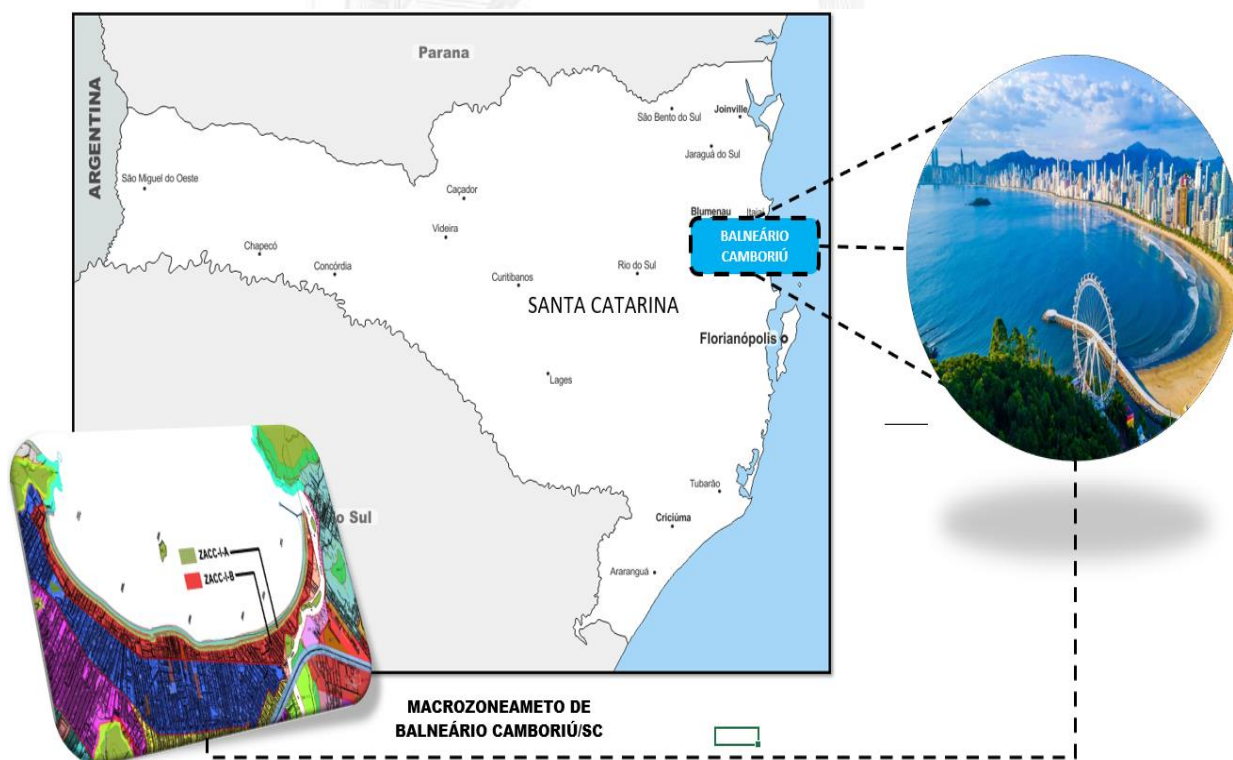 Parana
ARGENTINA
São Bento do Sul
Joinville
Jaraguá do Sul
São Miguel do Oeste
Caçador
Videira
Blumenau
Itajaí
BALNEÁRIO
CAMBORIÚ
Chapecó
Concórdia
Curitibanos
Rio do Sul
SANTA CATARINA
Florianópolis
Lages
Tubarão
Criciúma
Araranguá
o Sul
ZACC-I-A
ZACC-I-B
MACROZONEAMETO DE
BALNEÁRIO CAMBORIÚ/SC